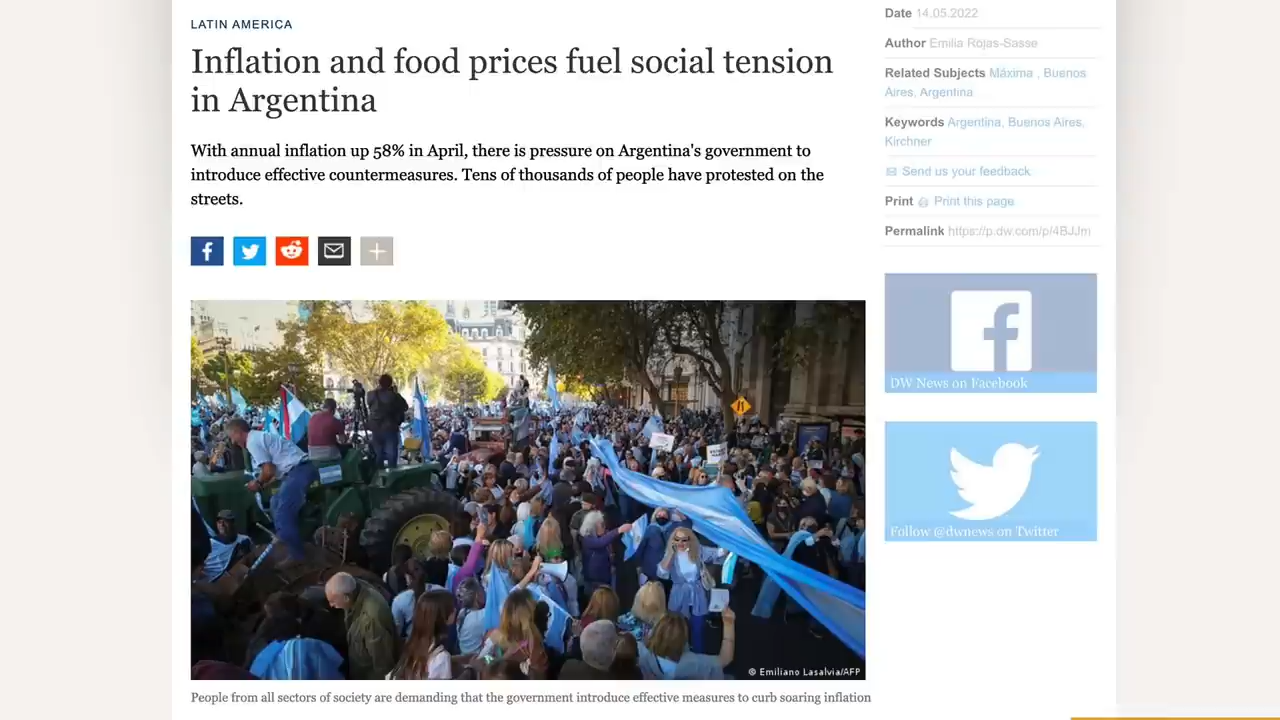 LATIN AMERICA
Inflation and food prices fuel social tension
in Argentina
With annual inflation up 58% in April, there is pressure on Argentina's government to
introduce effective countermeasures. Tens of thousands of people have protested on the
streets.
© Emiliano Lasalvia/AFP
People from all sectors of society are demanding that the government introduce effective measures to curb soaring inflation
Date 14.05.2022
Author Emilia Rojas-Sasse
Related Subjects Máxima , Buenos
Aires, Argentina
Keywords Argentina, Buenos Aires,
Kirchner
Send us your feedback
Print Print this page
Permalink https://p.dw.com/p/4BJJm
DW News on Facebook
Follow @dwnews on Twitter